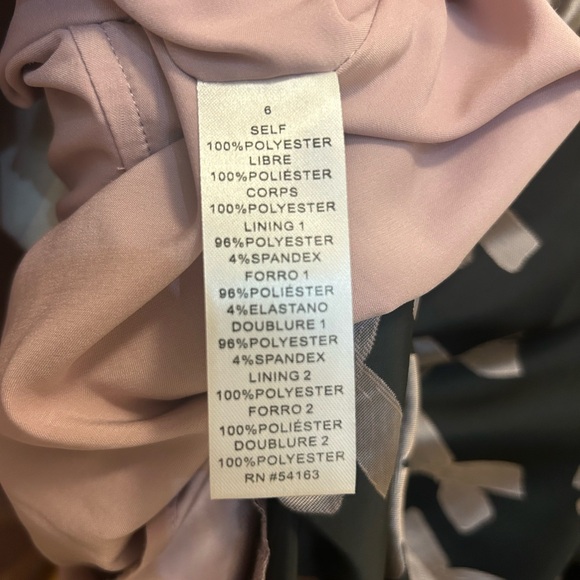 6
SELF
100%POLYESTER
LIBRE
100%POLIÉSTER
CORPS
100%POLYESTER
LINING 1
96%POLYESTER
4%SPANDEX
FORRO 1
96%POLIÉSTER
4%ELASTANO
DOUBLURE 1
96%POLYESTER
4%SPANDEX
LINING 2
100%POLYESTER
FORRO 2
100%POLIÉSTER
DOUBLURE 2
100%POLYESTER
RN #54163